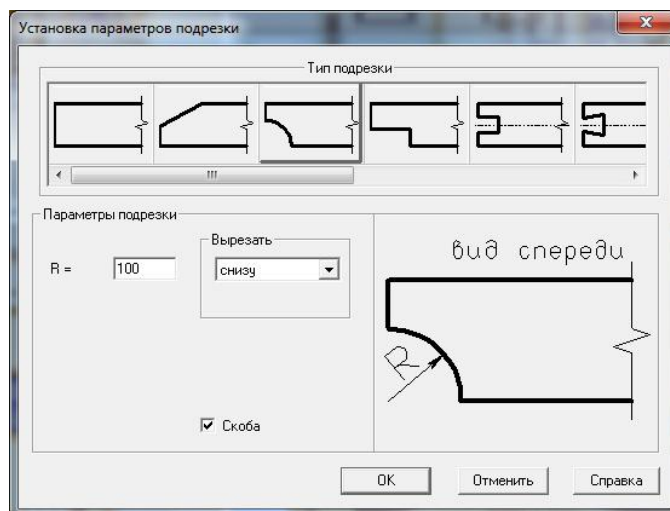 Установка параметров подрезки
Тип подрезки
Параметры подрезки
R =
100
Вырезать
снизу
Скоба
вид спереди
R
OK
Отменить
Справка